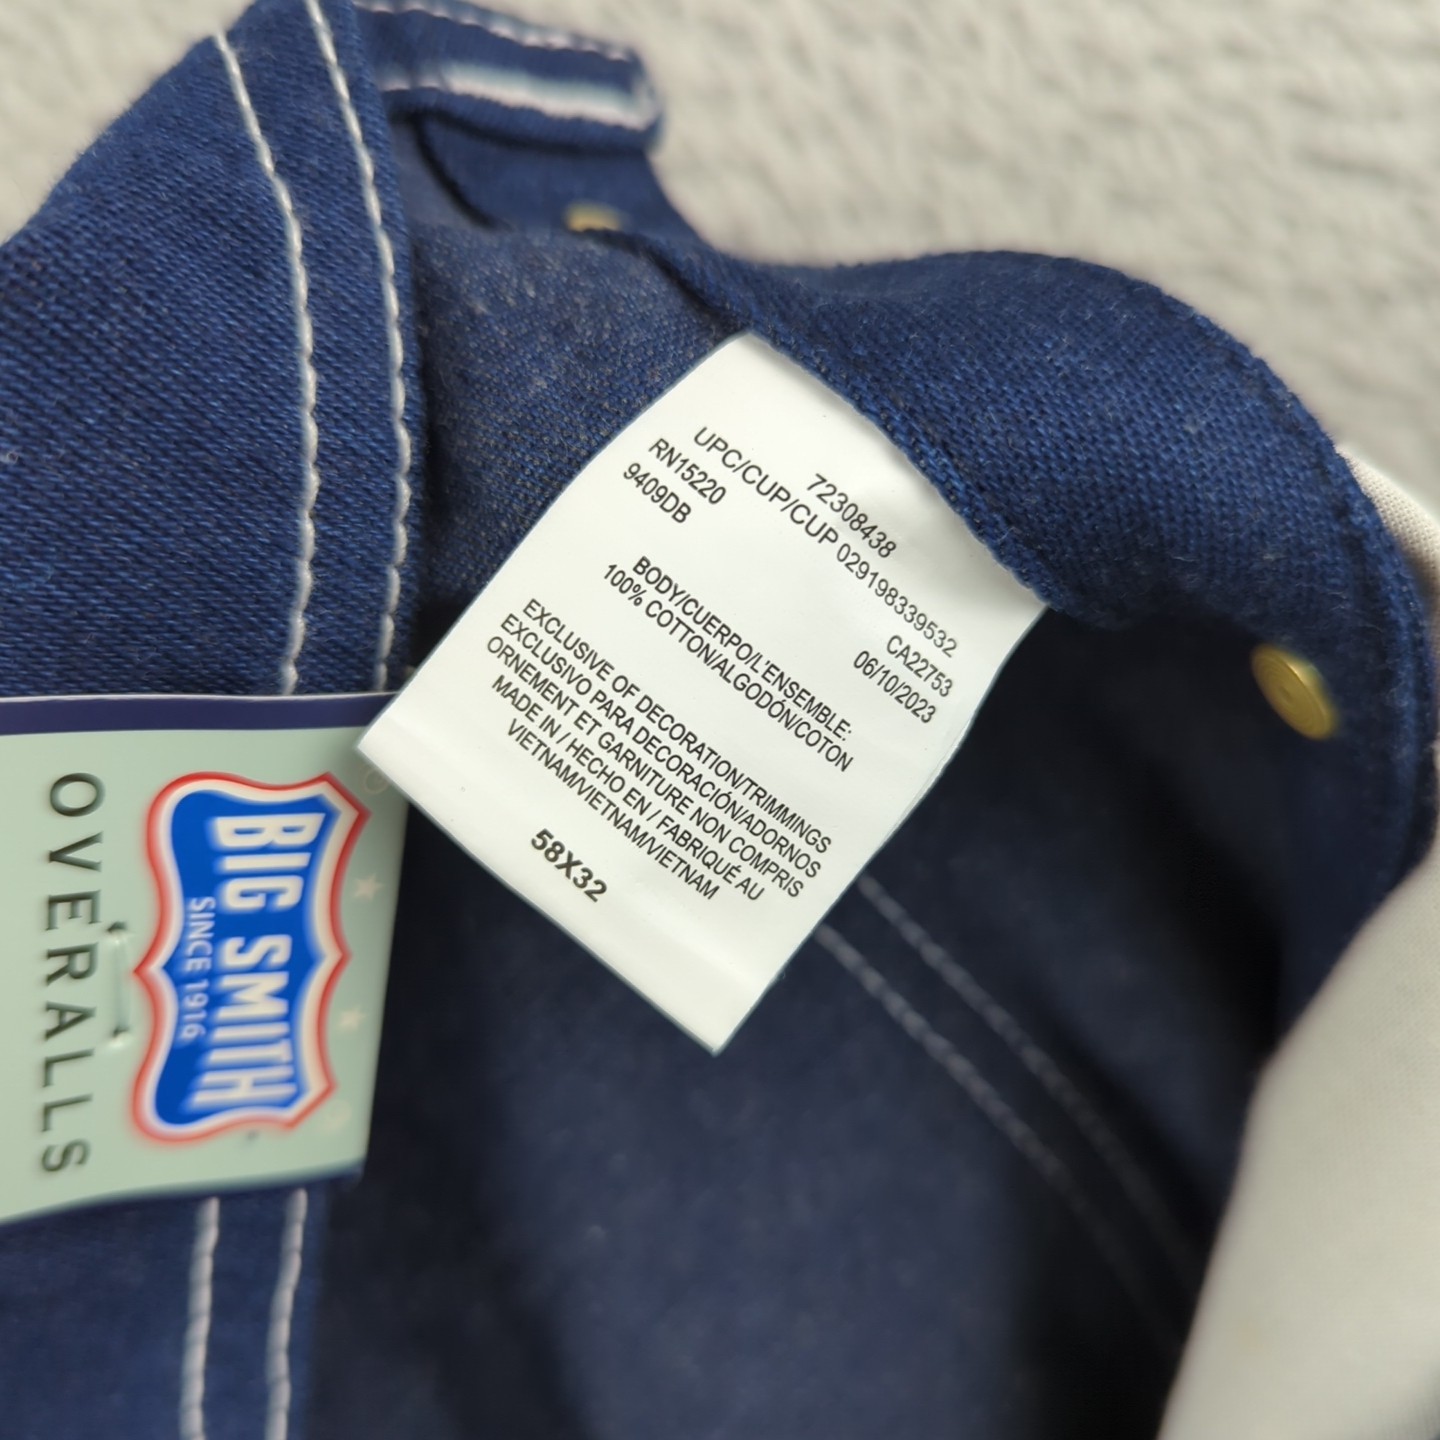 72308438
UPC/CUP/CUP 029198339532
RN15220 CA22753
9409DB 06/10/2023
BODY/CUERPO/L'ENSEMBLE:
100% COTTON/ALGODÓN/COTON
EXCLUSIVE OF DECORATION/TRIMMINGS
EXCLUSIVO PARA DECORACIÓN/ADORNOS
ORNEMENT ET GARNITURE NON COMPRIS
MADE IN / HECHO EN / FABRIQUÉ AU
VIETNAM/VIETNAM/VIETNAM
58X32
BIG SMITH
SINCE 1916
OVERALLS